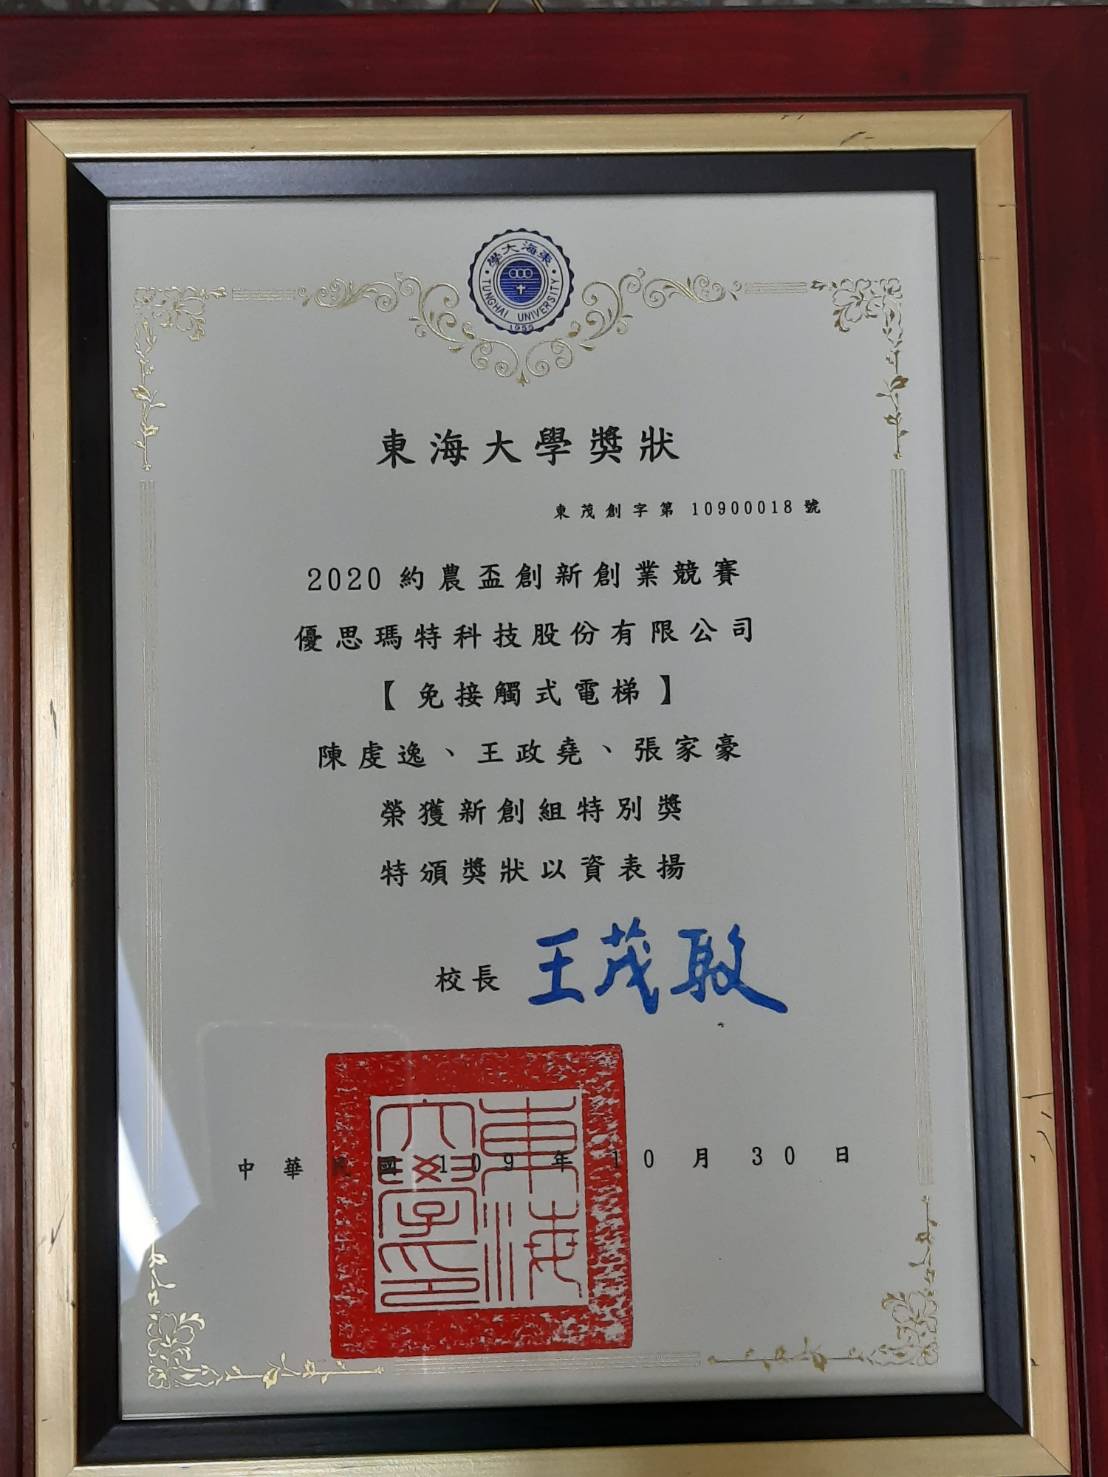 東海大學
TUNGHAI UNIVERSITY
1955
東海大學獎狀
東茂創字第 10900018 號
2020 約農盃創新創業競賽
優思瑪特科技股份有限公司
【 免接觸式電梯 】
陳虔逸、王政堯、張家豪
榮獲新創組特別獎
特頒獎狀以資表揚
校長 王茂駿
中華民國 109 年 10 月 30 日
東海
大學印